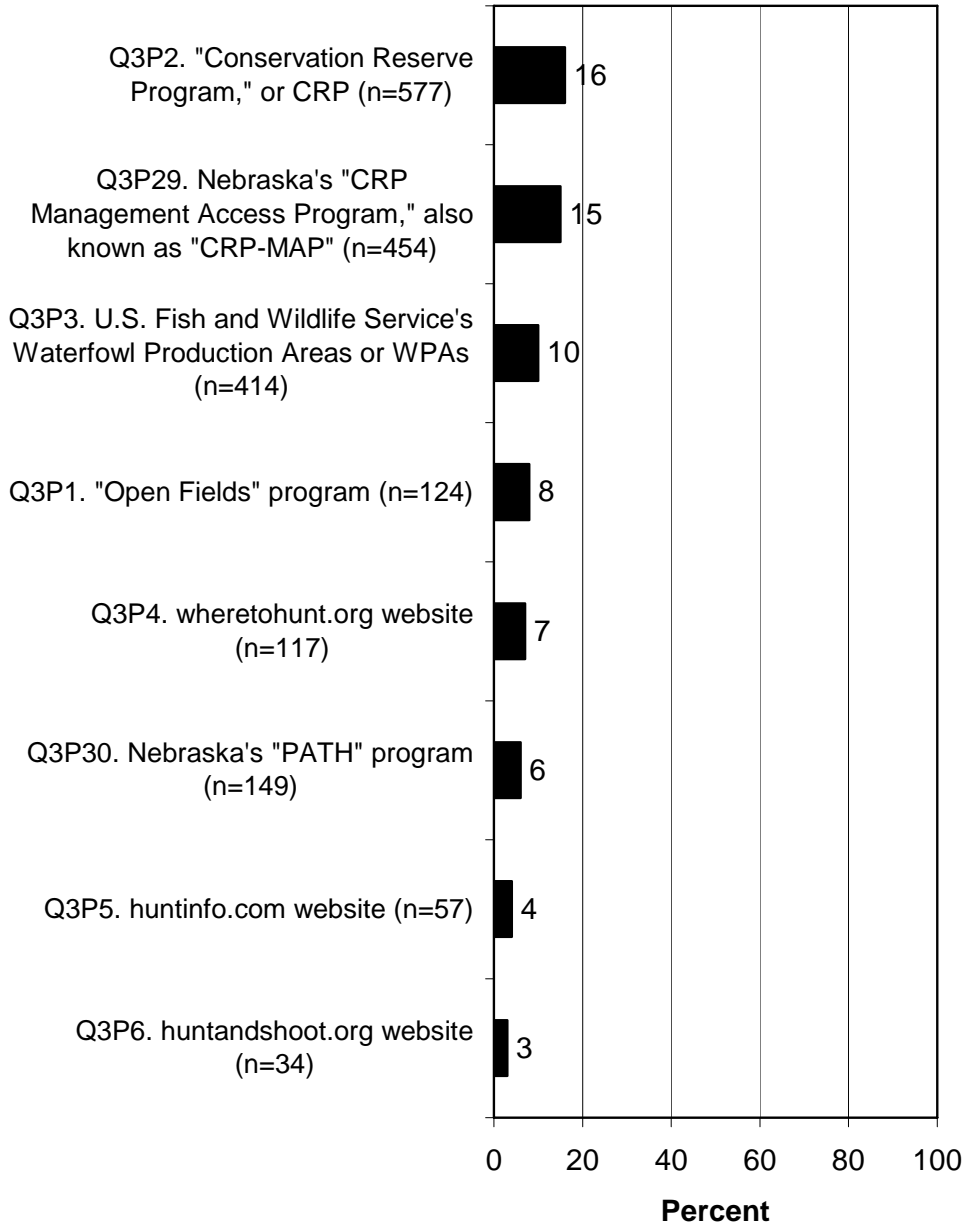 Q3P2. "Conservation Reserve
Program," or CRP (n=577)
16
Q3P29. Nebraska's "CRP
Management Access Program," also
known as "CRP-MAP" (n=454)
15
Q3P3. U.S. Fish and Wildlife Service's
Waterfowl Production Areas or WPAs
(n=414)
10
Q3P1. "Open Fields" program (n=124)
8
Q3P4. wheretohunt.org website
(n=117)
7
Q3P30. Nebraska's "PATH" program
(n=149)
6
Q3P5. huntinfo.com website (n=57)
4
Q3P6. huntandshoot.org website
(n=34)
3
0 20 40 60 80 100
Percent